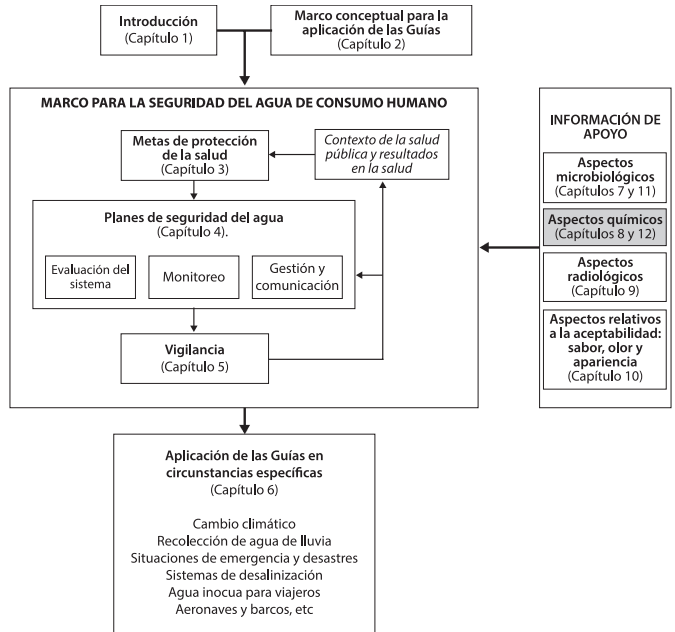 Introducción
(Capítulo 1)
Marco conceptual para la
aplicación de las Guías
(Capítulo 2)
MARCO PARA LA SEGURIDAD DEL AGUA DE CONSUMO HUMANO
Metas de protección
de la salud
(Capítulo 3)
Contexto de la salud
pública y resultados
en la salud
Planes de seguridad del agua
(Capítulo 4).
Evaluación del
sistema
Monitoreo
Gestión y
comunicación
Vigilancia
(Capítulo 5)
INFORMACIÓN DE
APOYO
Aspectos
microbiológicos
(Capítulos 7 y 11)
Aspectos químicos
(Capítulos 8 y 12)
Aspectos
radiológicos
(Capítulo 9)
Aspectos relativos
a la aceptabilidad:
sabor, olor y
apariencia
(Capítulo 10)
Aplicación de las Guías en
circunstancias específicas
(Capítulo 6)
Cambio climático
Recolección de agua de lluvia
Situaciones de emergencia y desastres
Sistemas de desalinización
Agua inocua para viajeros
Aeronaves y barcos, etc